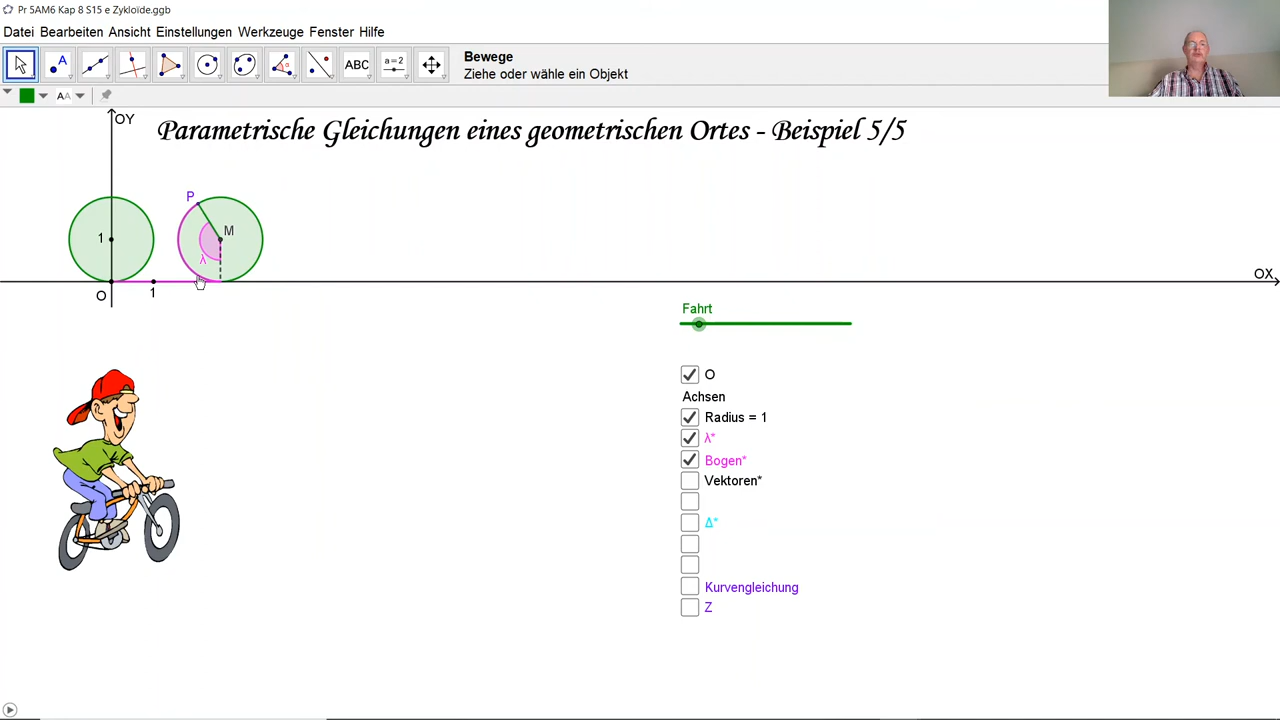 Pr 5AM6 Kap 8 S15 e Zykloïde.ggb
Datei Bearbeiten Ansicht Einstellungen Werkzeuge Fenster Hilfe
A
ABC
a=2
Bewege
Ziehe oder wähle ein Objekt
AA
OY
Parametrische Gleichungen eines geometrischen Ortes - Beispiel 5/5
P
1
M
λ
OX
O
1
Fahrt
O
Achsen
Radius = 1
λ*
Bogen*
Vektoren*
Δ*
Kurvengleichung
Z